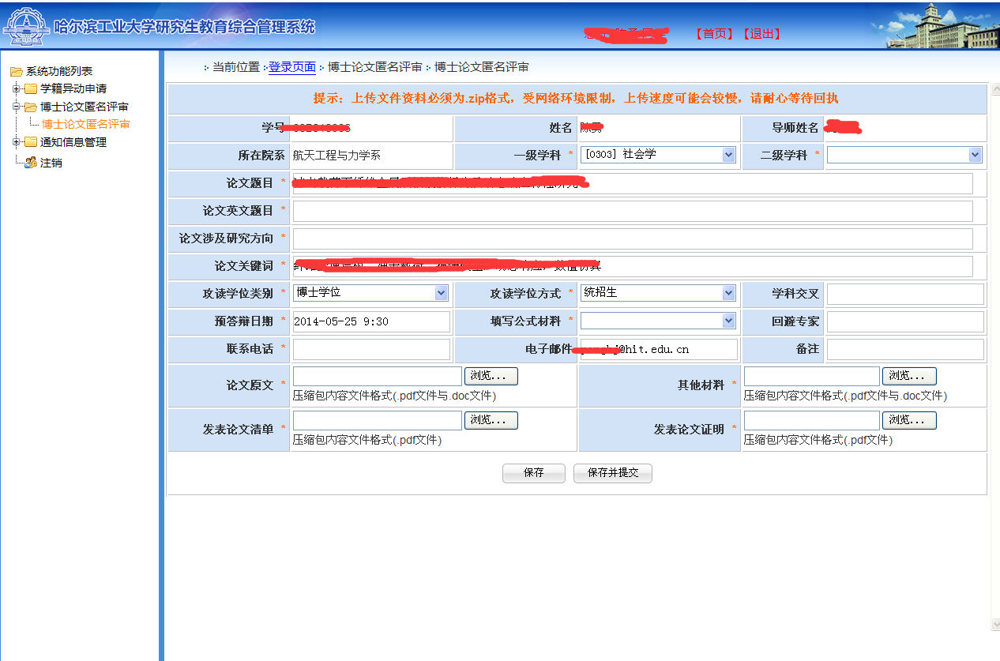 哈尔滨工业大学研究生教育综合管理系统
【首页】【退出】
系统功能列表
学籍异动申请
博士论文匿名评审
博士论文匿名评审
通知信息管理
注销
当前位置 登录页面 博士论文匿名评审 博士论文匿名评审
提示：上传文件资料必须为.zip格式，受网络环境限制，上传速度可能会较慢，请耐心等待回执
学号 姓名 导师姓名
所在院系 航天工程与力学系 一级学科 * [0303] 社会学 二级学科 *
论文题目 *
论文英文题目 *
论文涉及研究方向 *
论文关键词 * 数值仿真
攻读学位类别 * 博士学位 攻读学位方式 * 统招生 学科交叉
预答辩日期 * 2014-05-25 9:30 填写公式材料 * 回避专家
联系电话 * 电子邮件 @hit.edu.cn 备注
论文原文 * 浏览... 其他材料 * 浏览...
压缩包内容文件格式(.pdf文件与.doc文件) 压缩包内容文件格式(.pdf文件与.doc文件)
发表论文清单 * 浏览... 发表论文证明 * 浏览...
压缩包内容文件格式(.pdf文件) 压缩包内容文件格式(.pdf文件)
保存 保存并提交